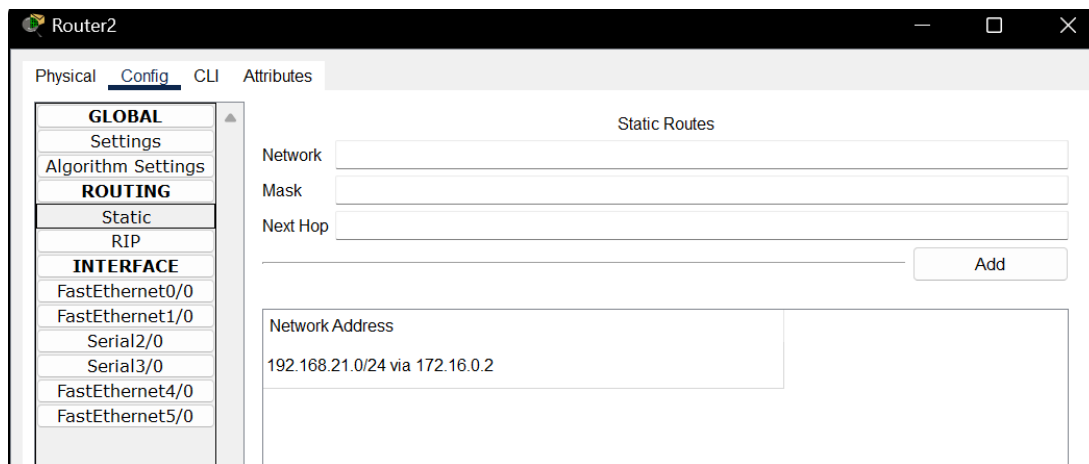 Router2
Physical Config CLI Attributes
GLOBAL
Settings
Algorithm Settings
ROUTING
Static
RIP
INTERFACE
FastEthernet0/0
FastEthernet1/0
Serial2/0
Serial3/0
FastEthernet4/0
FastEthernet5/0
Static Routes
Network
Mask
Next Hop
Add
Network Address
192.168.21.0/24 via 172.16.0.2